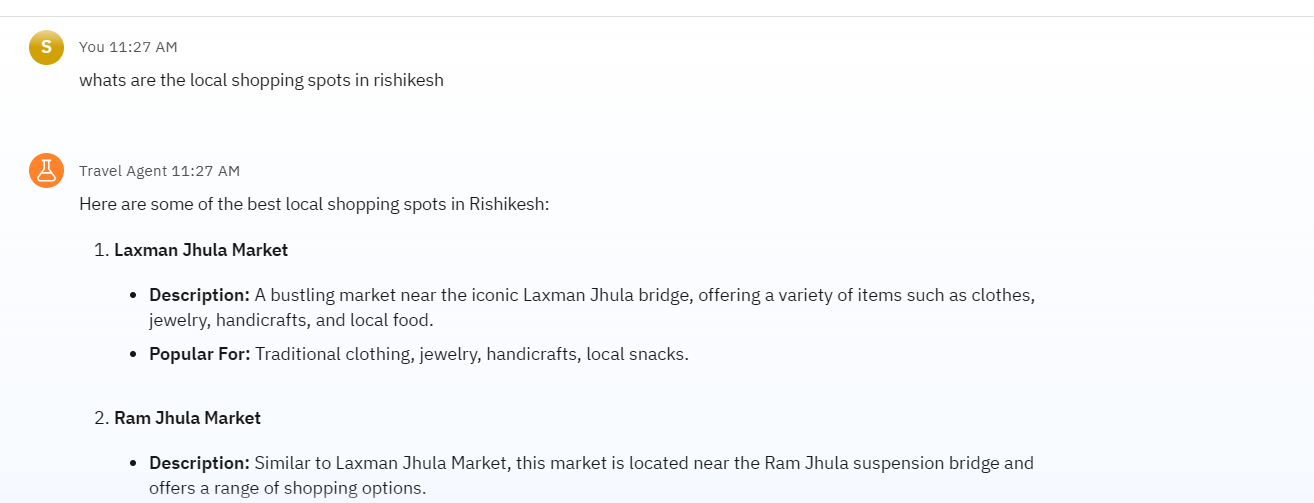 S
You 11:27 AM
whats are the local shopping spots in rishikesh
Travel Agent 11:27 AM
Here are some of the best local shopping spots in Rishikesh:
1. Laxman Jhula Market
• Description: A bustling market near the iconic Laxman Jhula bridge, offering a variety of items such as clothes,
jewelry, handicrafts, and local food.
• Popular For: Traditional clothing, jewelry, handicrafts, local snacks.
2. Ram Jhula Market
• Description: Similar to Laxman Jhula Market, this market is located near the Ram Jhula suspension bridge and
offers a range of shopping options.